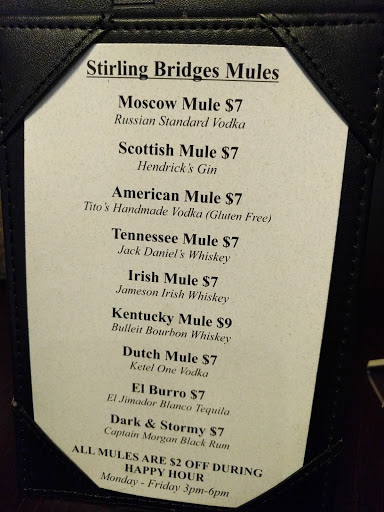 Stirling Bridges Mules
Moscow Mule $7
Russian Standard Vodka
Scottish Mule $7
Hendrick's Gin
American Mule $7
Tito's Handmade Vodka (Gluten Free)
Tennessee Mule $7
Jack Daniel's Whiskey
Irish Mule $7
Jameson Irish Whiskey
Kentucky Mule $9
Bulleit Bourbon Whiskey
Dutch Mule $7
Ketel One Vodka
El Burro $7
El Jimador Blanco Tequila
Dark & Stormy $7
Captain Morgan Black Rum
ALL MULES ARE $2 OFF DURING
HAPPY HOUR
Monday - Friday 3pm-6pm